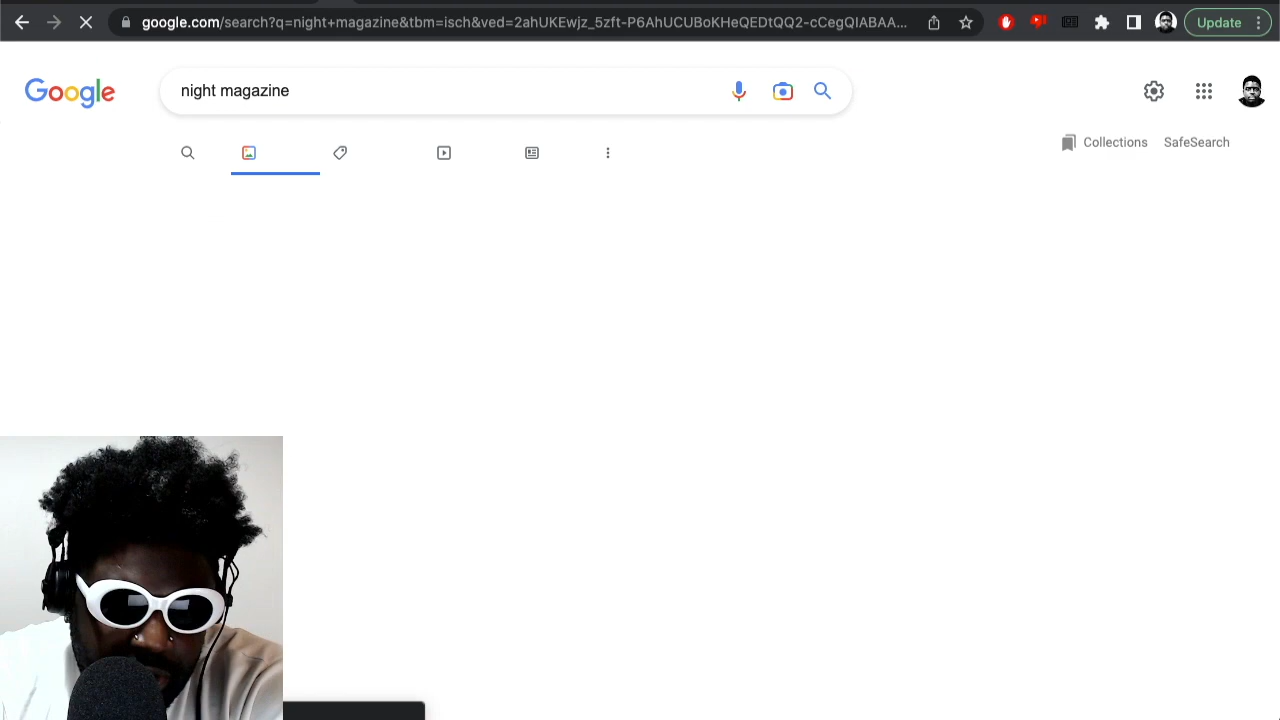 google.com/search?q=night+magazine&tbm=isch&ved=2ahUKEwjz_5zft-P6AhUCUBoKHeQEDtQQ2-cCegQIABAA...
Update
Google
night magazine
Collections
SafeSearch